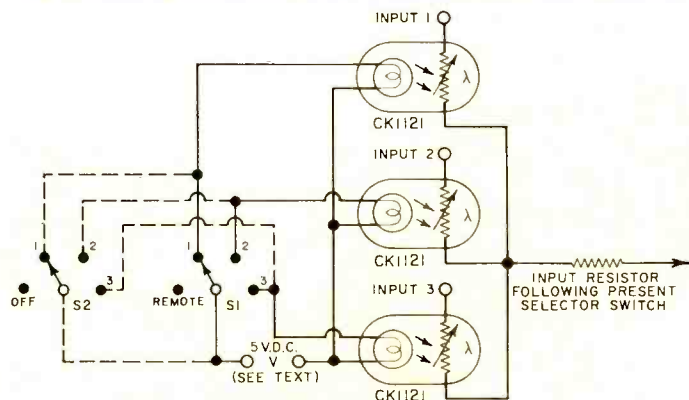 INPUT 1
λ
CK1121
INPUT 2
λ
CK1121
INPUT 3
λ
CK1121
1
2
3
OFF
S2
1
2
3
REMOTE
S1
5 V.D.C.
V
(SEE TEXT)
INPUT RESISTOR
FOLLOWING PRESENT
SELECTOR SWITCH